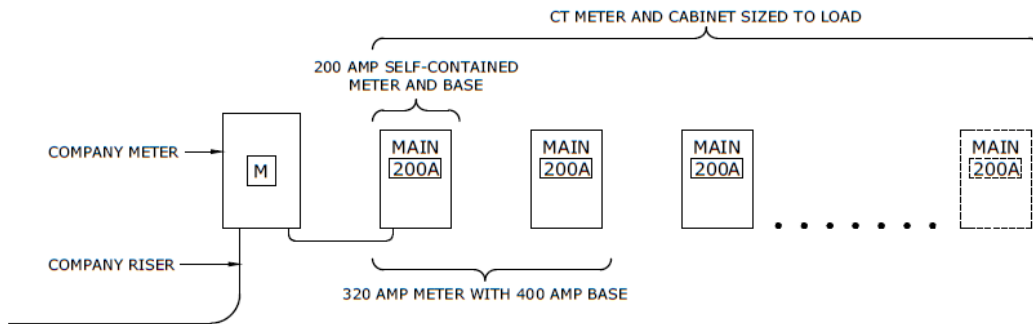 CT METER AND CABINET SIZED TO LOAD
200 AMP SELF-CONTAINED
METER AND BASE
COMPANY METER
M
MAIN
200A
MAIN
200A
MAIN
200A
MAIN
200A
COMPANY RISER
320 AMP METER WITH 400 AMP BASE